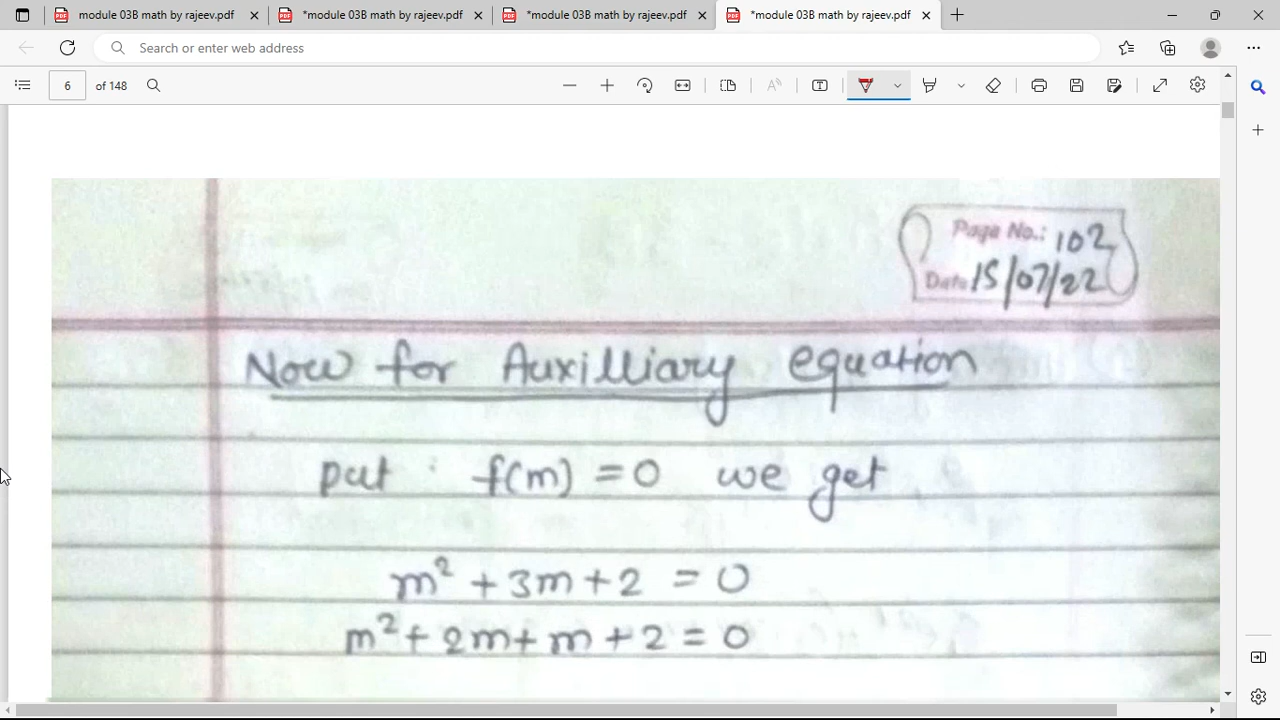 module 03B math by rajeev.pdf
*module 03B math by rajeev.pdf
*module 03B math by rajeev.pdf
*module 03B math by rajeev.pdf
Search or enter web address
6 of 148
Page No.: 102
Date 15/07/22
Now for Auxilliary equation
put f(m) = 0 we get
m² + 3m + 2 = 0
m² + 2m + m + 2 = 0